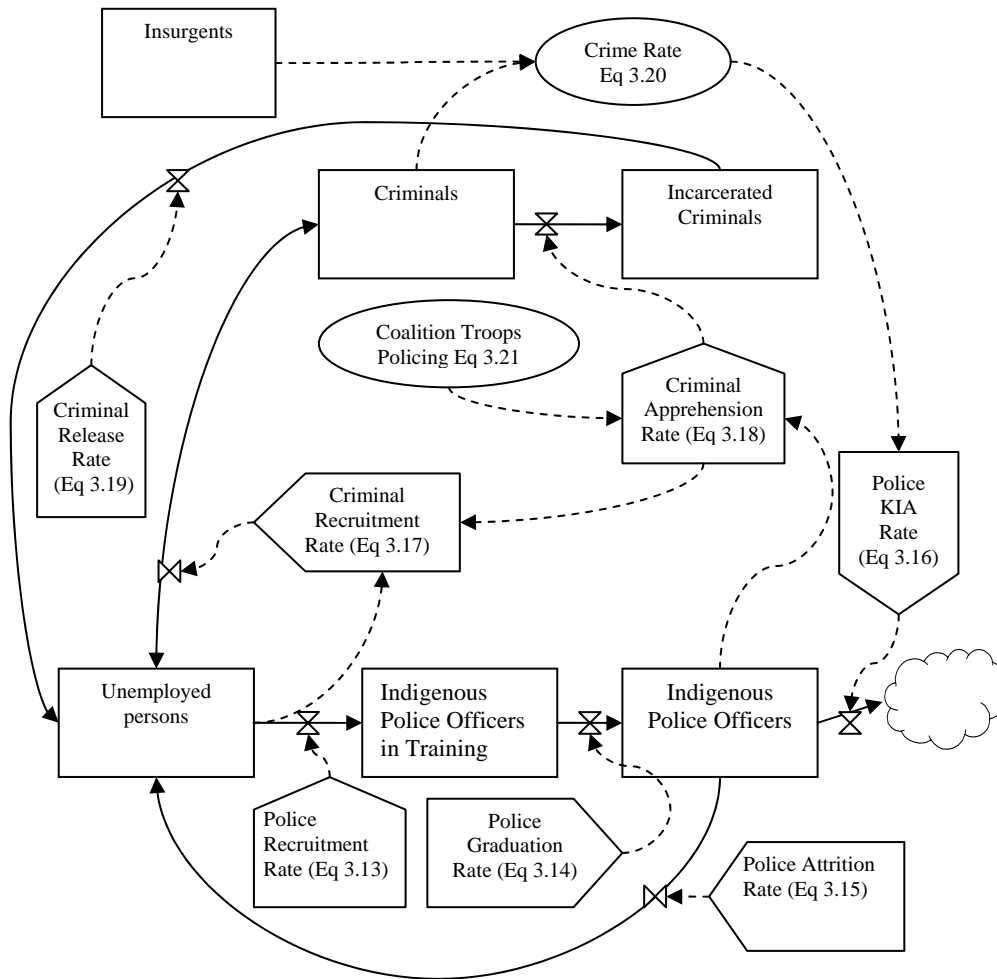 Insurgents
Crime Rate
Eq 3.20
Criminals
Incarcerated
Criminals
Coalition Troops
Policing Eq 3.21
Criminal
Apprehension
Rate (Eq 3.18)
Criminal
Release
Rate
(Eq 3.19)
Criminal
Recruitment
Rate (Eq 3.17)
Police
KIA
Rate
(Eq 3.16)
Unemployed
persons
Indigenous
Police Officers
in Training
Indigenous
Police Officers
Police
Recruitment
Rate (Eq 3.13)
Police
Graduation
Rate (Eq 3.14)
Police Attrition
Rate (Eq 3.15)